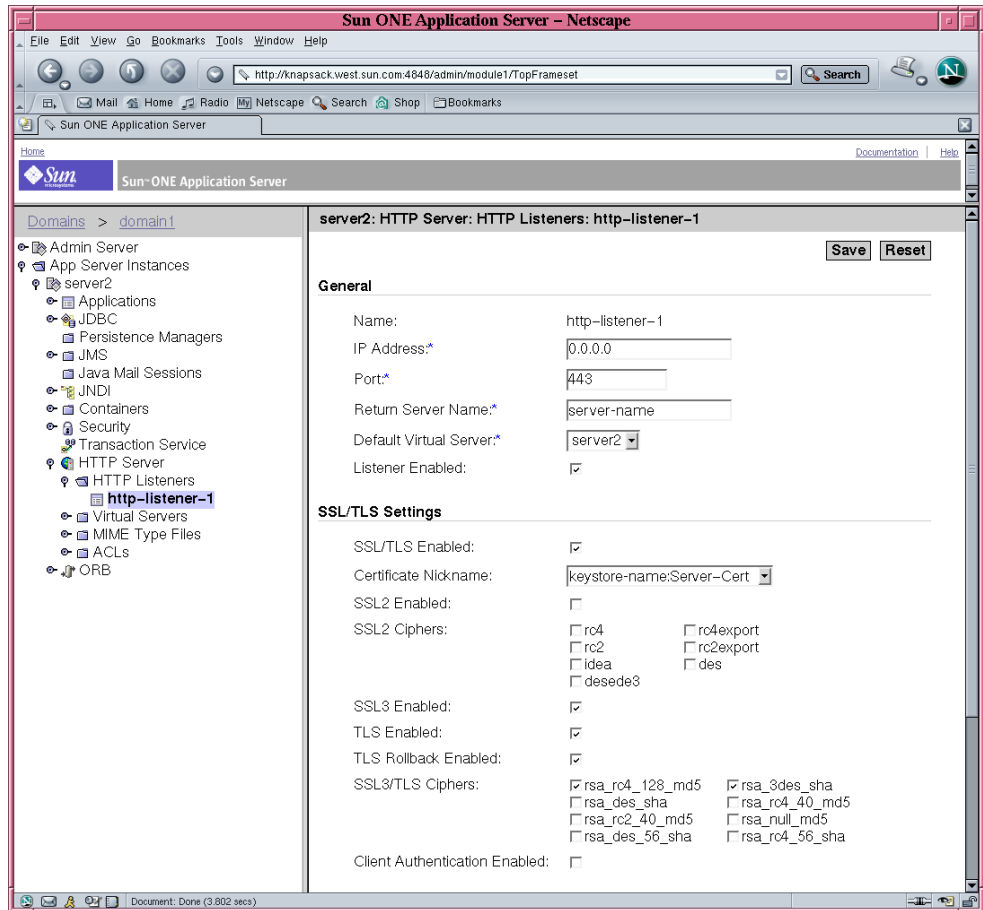 Sun ONE Application Server – Netscape
File Edit View Go Bookmarks Tools Window Help
http://knapsack.west.sun.com:4848/admin/module1/TopFrameset
Search
N
Mail Home Radio My Netscape Search Shop Bookmarks
Sun ONE Application Server
Home
Documentation | Help
Sun
microsystems
Sun™ ONE Application Server
Domains > domain1
Admin Server
App Server Instances
server2
Applications
JDBC
Persistence Managers
JMS
Java Mail Sessions
JNDI
Containers
Security
Transaction Service
HTTP Server
HTTP Listeners
http–listener–1
Virtual Servers
MIME Type Files
ACLs
ORB
server2: HTTP Server: HTTP Listeners: http–listener–1
Save Reset
General
Name: http–listener–1
IP Address:* 0.0.0.0
Port:* 443
Return Server Name:* server-name
Default Virtual Server:* server2
Listener Enabled:
SSL/TLS Settings
SSL/TLS Enabled:
Certificate Nickname: keystore-name:Server–Cert
SSL2 Enabled:
SSL2 Ciphers: rc4 rc4export
rc2 rc2export
idea des
desede3
SSL3 Enabled:
TLS Enabled:
TLS Rollback Enabled:
SSL3/TLS Ciphers: rsa_rc4_128_md5 rsa_3des_sha
rsa_des_sha rsa_rc4_40_md5
rsa_rc2_40_md5 rsa_null_md5
rsa_des_56_sha rsa_rc4_56_sha
Client Authentication Enabled:
Document: Done (3.802 secs)